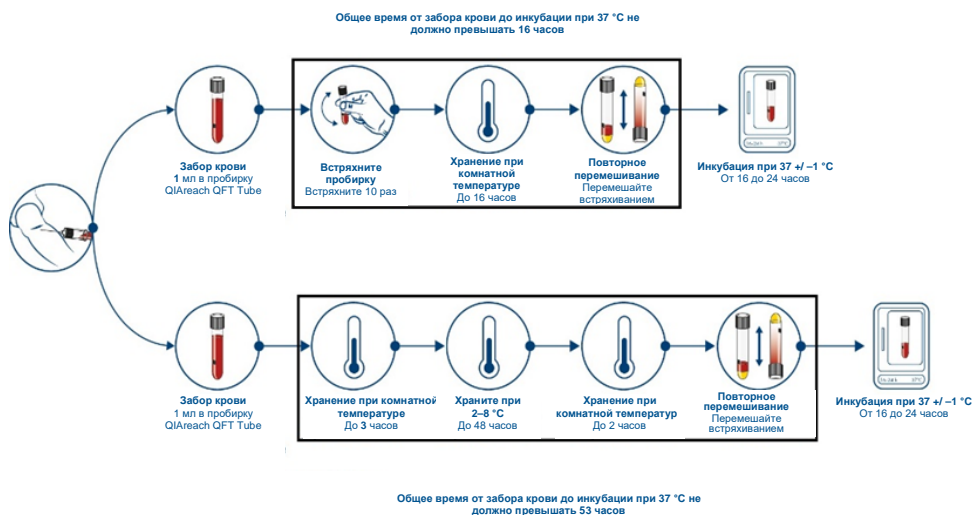 Общее время от забора крови до инкубации при 37 °C не
должно превышать 16 часов
Забор крови
1 мл в пробирку
QIAreach QFT Tube
Встряхните
пробирку
Встряхните 10 раз
Хранение при
комнатной
температуре
До 16 часов
Повторное
перемешивание
Перемешайте
встряхиванием
Инкубация при 37 +/ –1 °C
От 16 до 24 часов
Забор крови
1 мл в пробирку
QIAreach QFT Tube
Хранение при комнатной
температуре
До 3 часов
Храните при
2–8 °C
До 48 часов
Хранение при
комнатной температур
До 2 часов
Повторное
перемешивание
Перемешайте
встряхиванием
Инкубация при 37 +/ –1 °C
От 16 до 24 часов
Общее время от забора крови до инкубации при 37 °C не
должно превышать 53 часов